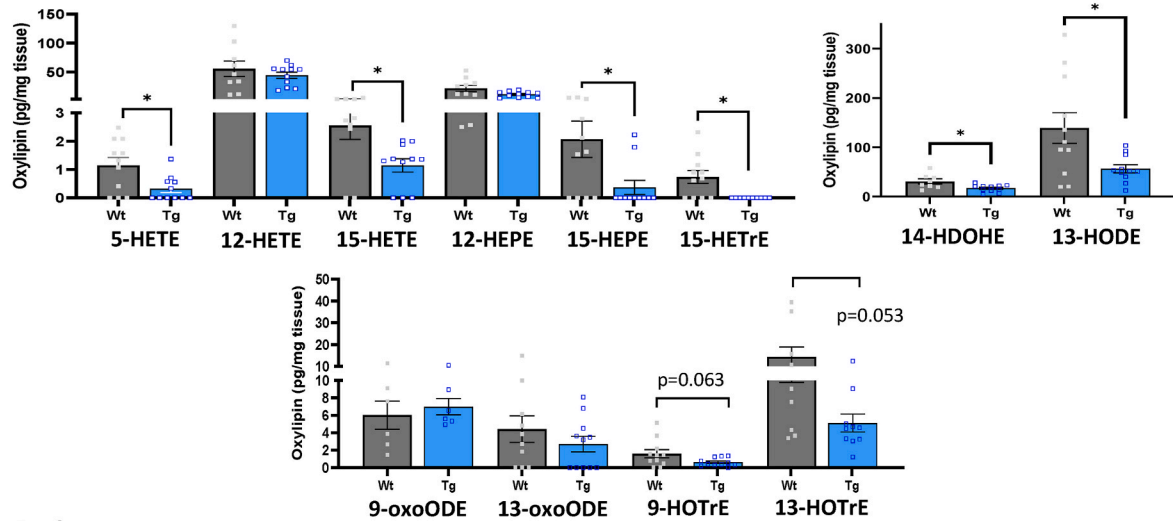 Oxylipin (pg/mg tissue)
150
100
50
3
2
1
0
*
*
*
*
Wt Tg Wt Tg Wt Tg Wt Tg Wt Tg Wt Tg
5-HETE 12-HETE 15-HETE 12-HEPE 15-HEPE 15-HETrE
Oxylipin (pg/mg tissue)
300
200
100
0
*
*
Wt Tg Wt Tg
14-HDOHE 13-HODE
Oxylipin (pg/mg tissue)
50
40
30
20
10
8
6
4
2
0
p=0.063
p=0.053
Wt Tg Wt Tg Wt Tg Wt Tg
9-oxoODE 13-oxoODE 9-HOTrE 13-HOTrE